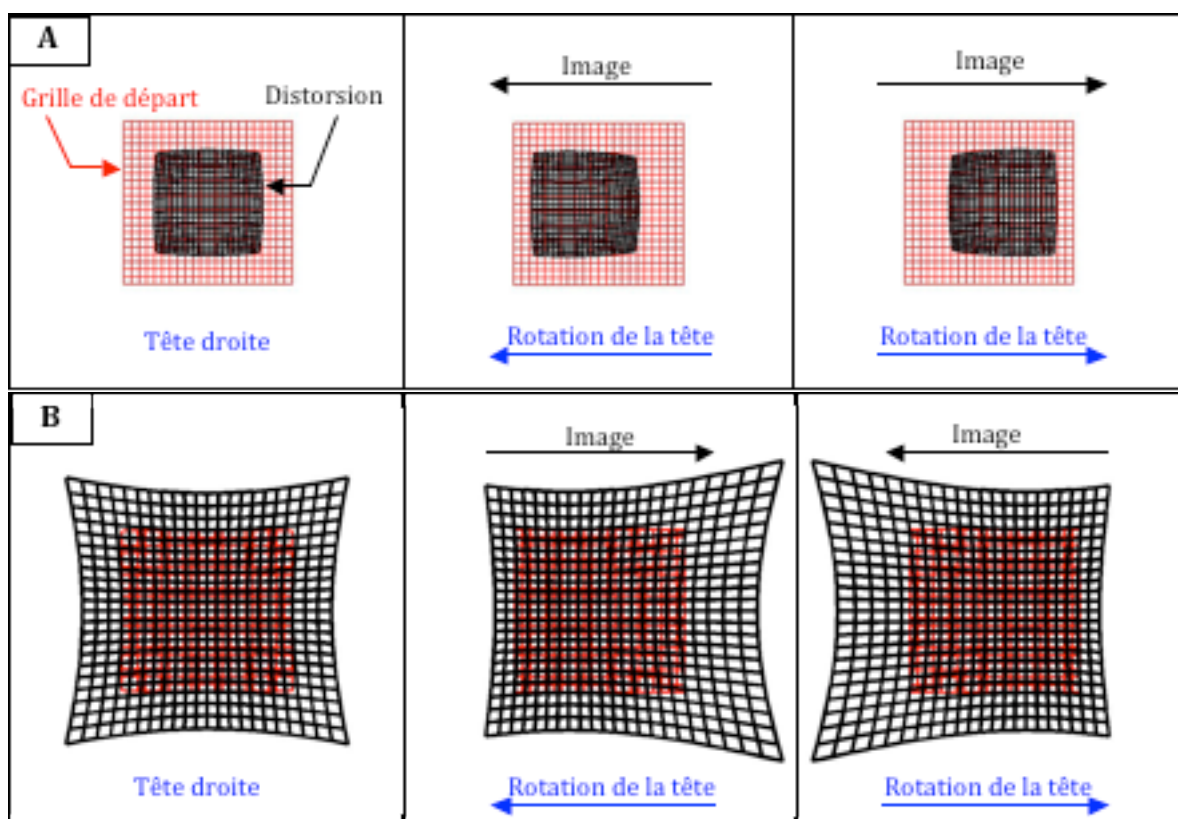 A
Grille de départ
Distorsion
Tête droite
Image
Rotation de la tête
Image
Rotation de la tête
B
Tête droite
Image
Rotation de la tête
Image
Rotation de la tête